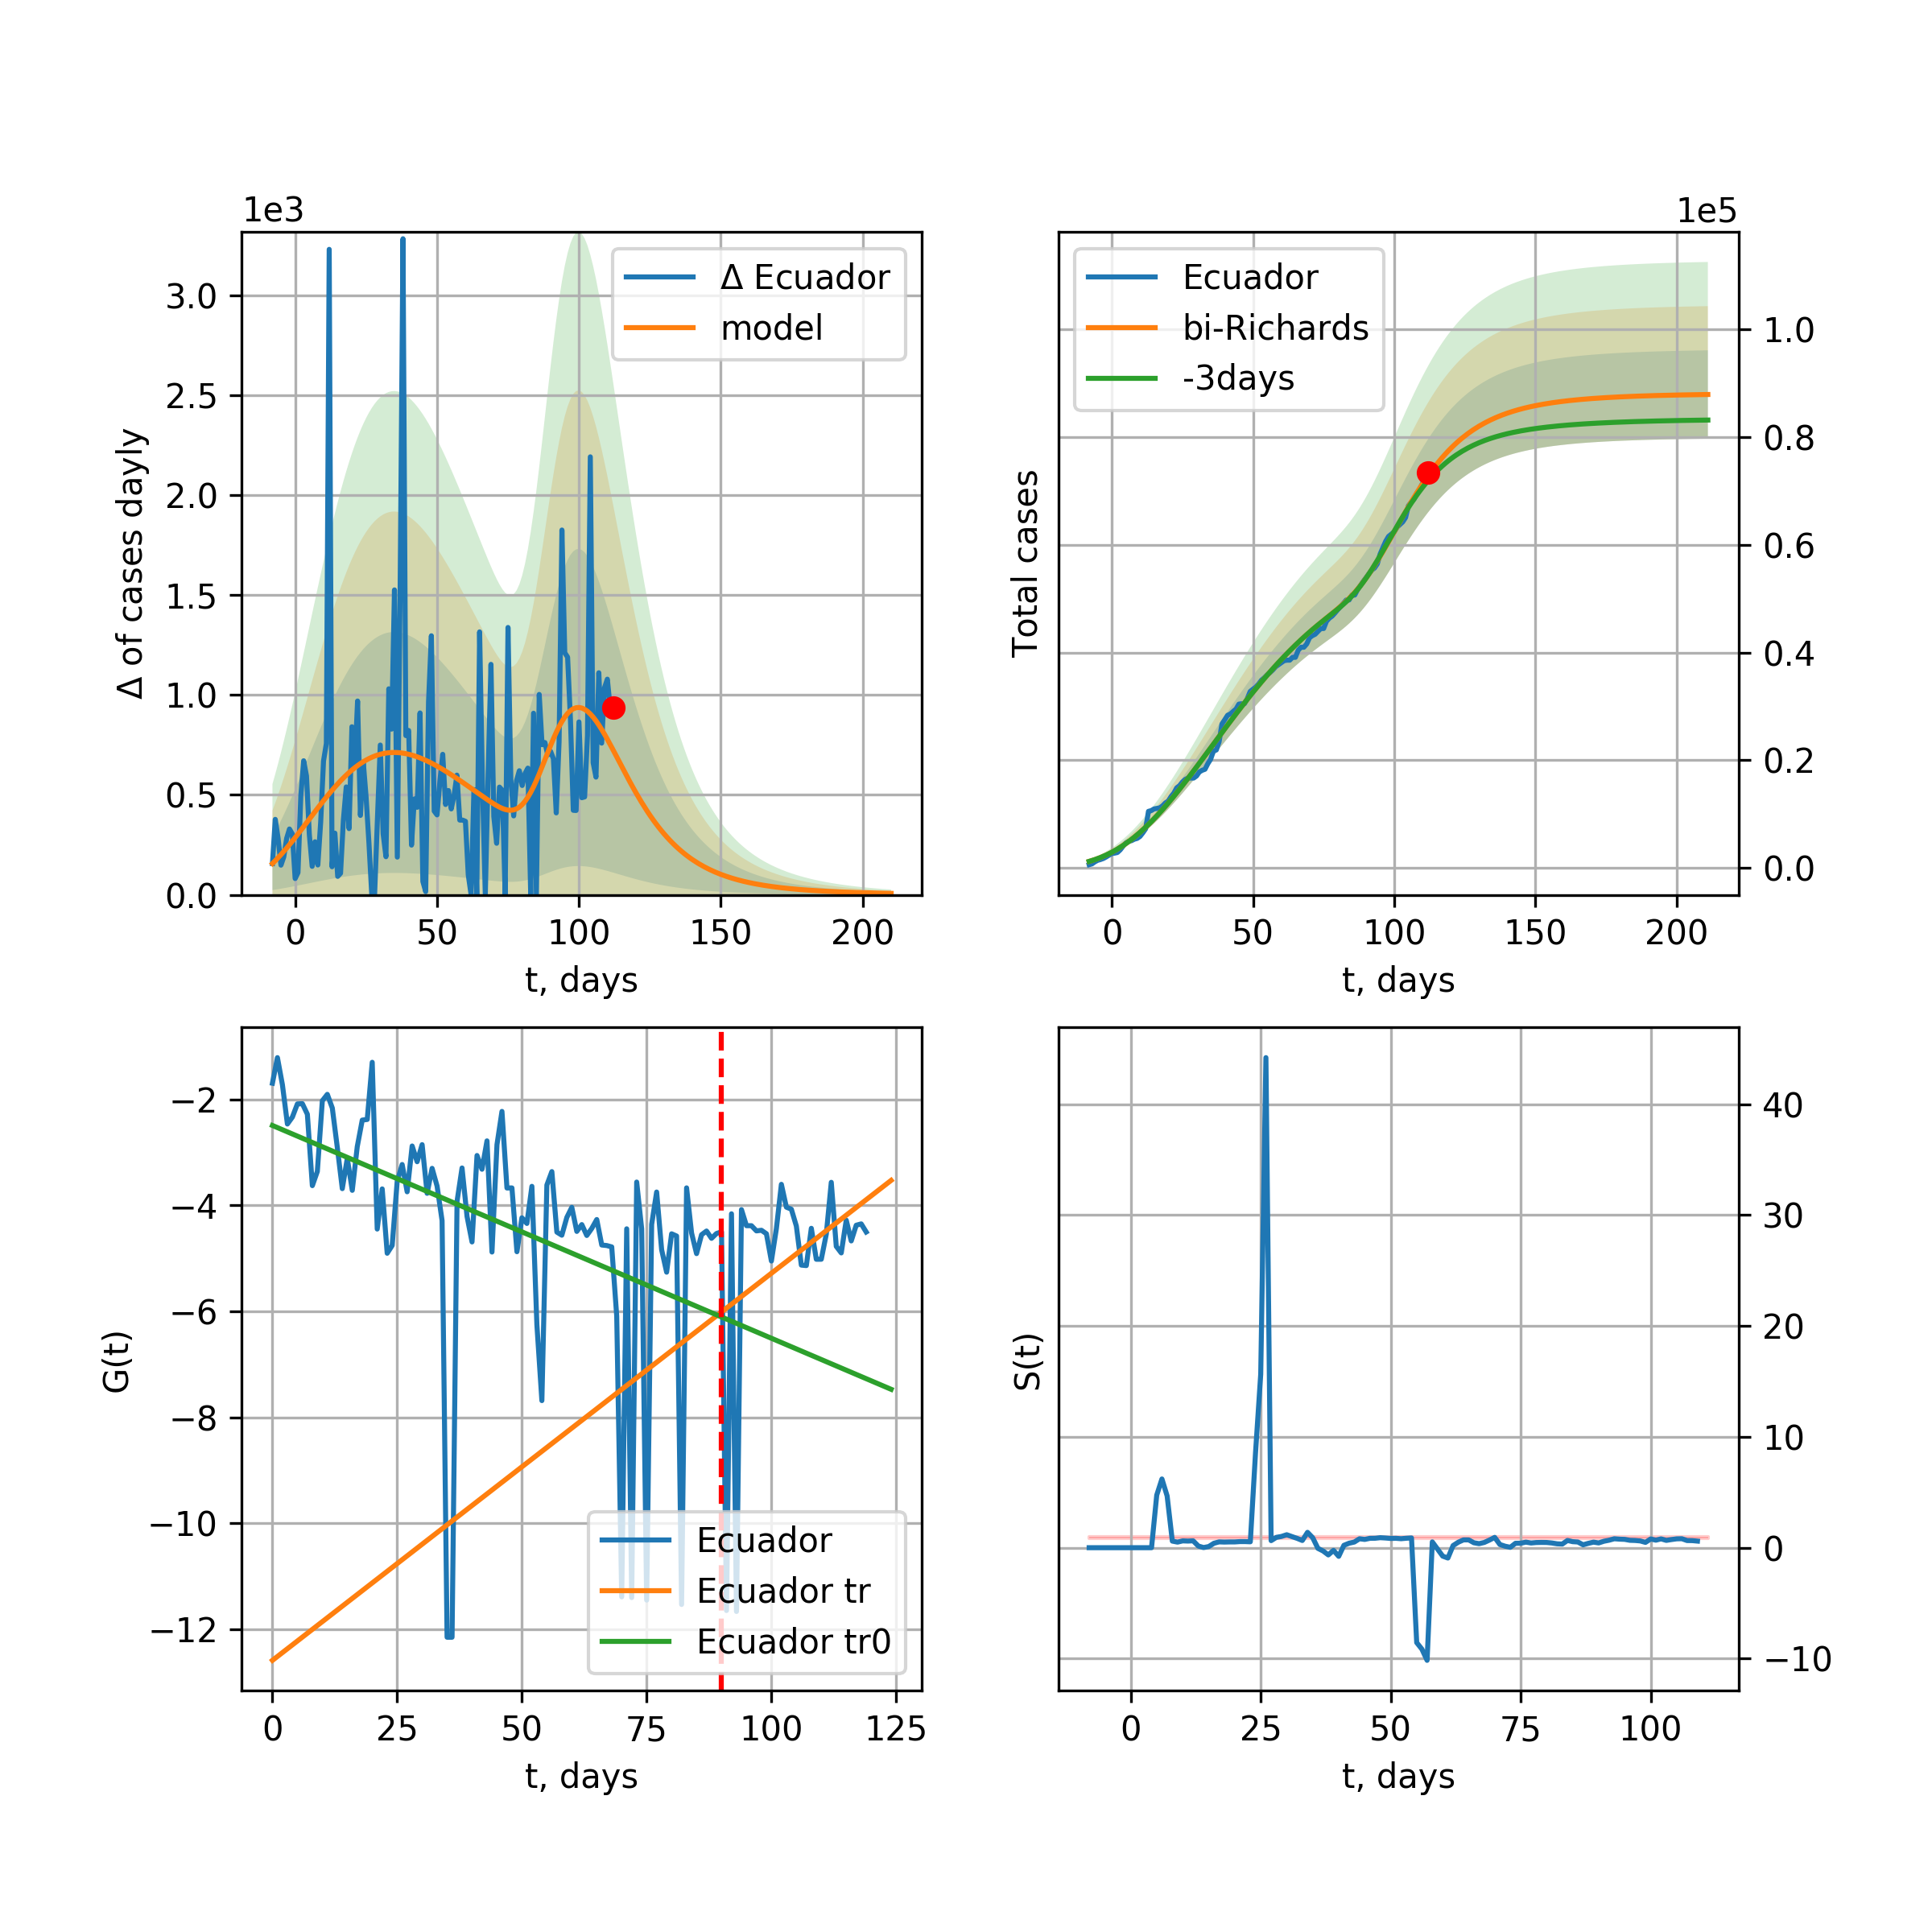 1e3
Δ of cases dayly
3.0
2.5
2.0
1.5
1.0
0.5
0.0
Δ Ecuador
model
0 50 100 150 200
t, days
1e5
Total cases
Ecuador
bi-Richards
-3days
1.0
0.8
0.6
0.4
0.2
0.0
0 50 100 150 200
t, days
G(t)
−2
−4
−6
−8
−10
−12
Ecuador
Ecuador tr
Ecuador tr0
0 25 50 75 100 125
t, days
S(t)
40
30
20
10
0
−10
0 25 50 75 100
t, days